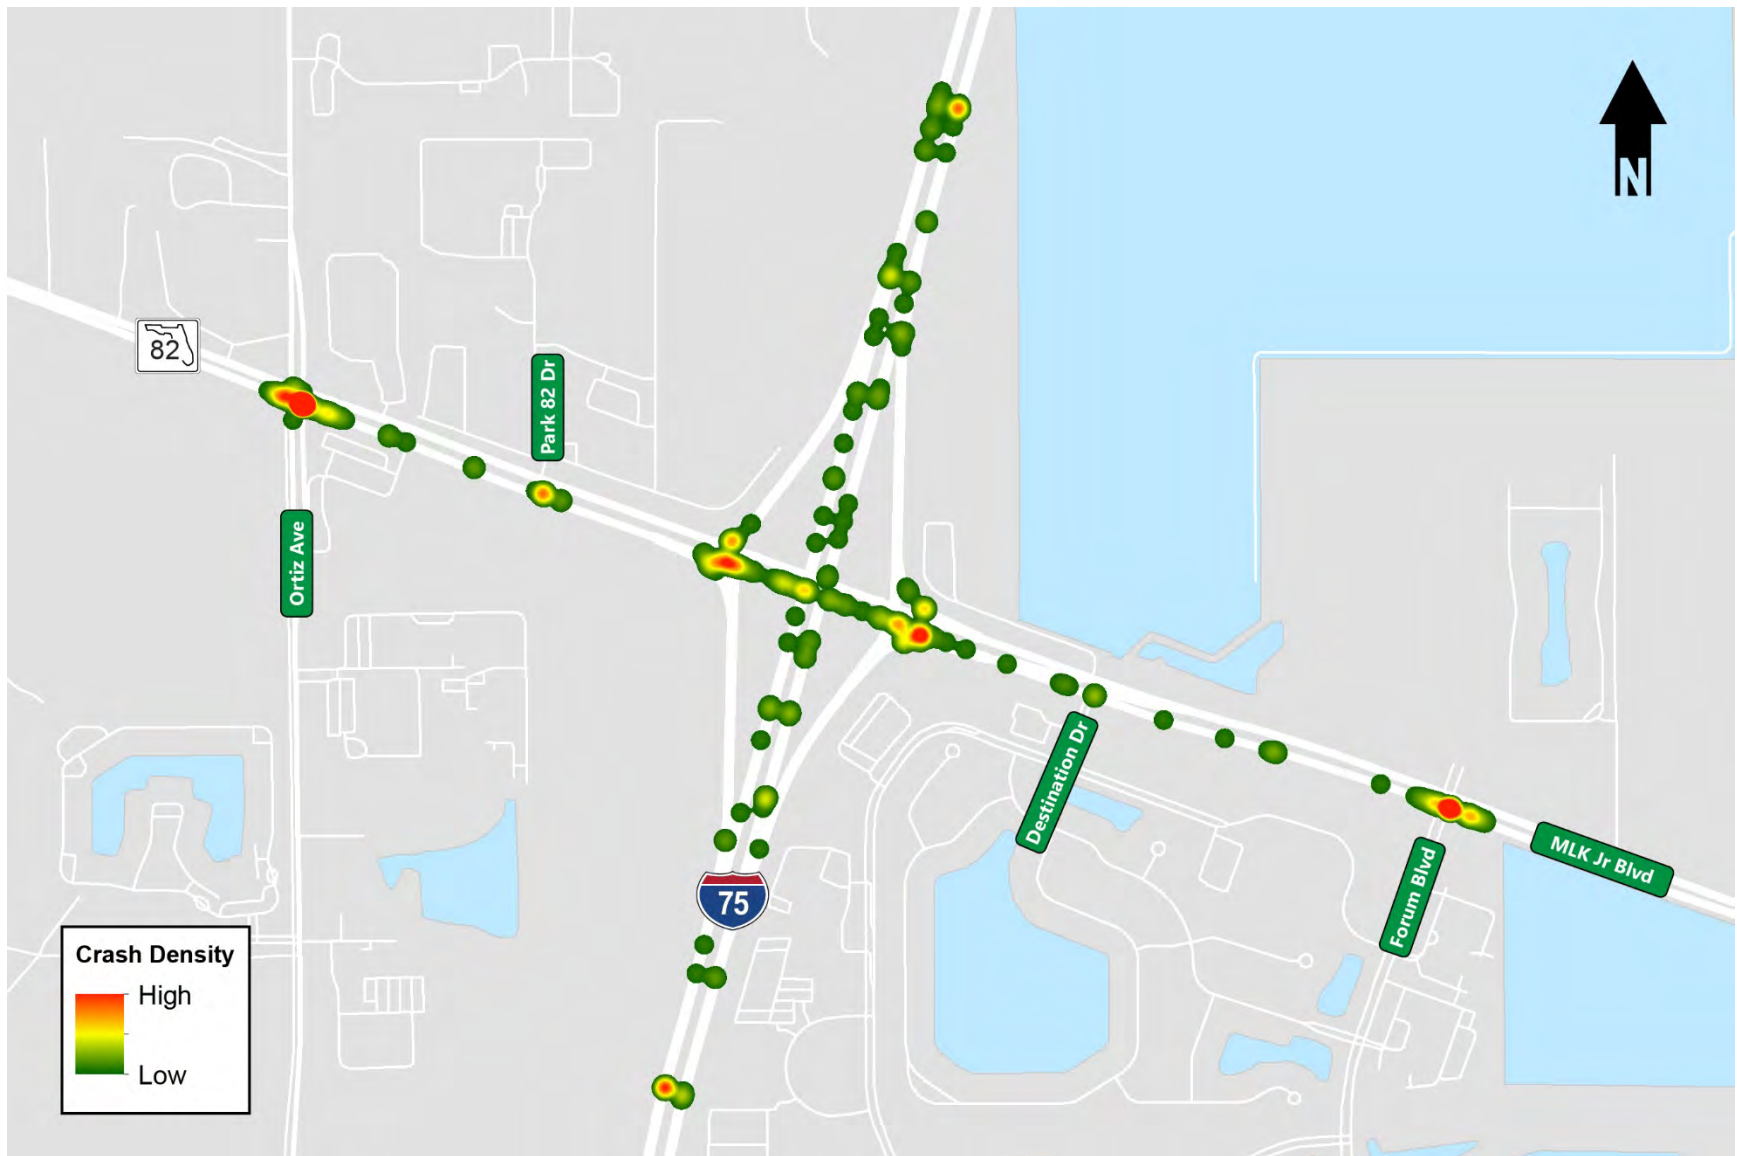 N
82
Park 82 Dr
Ortiz Ave
Destination Dr
MLK Jr Blvd
Forum Blvd
75
Crash Density
High
Low